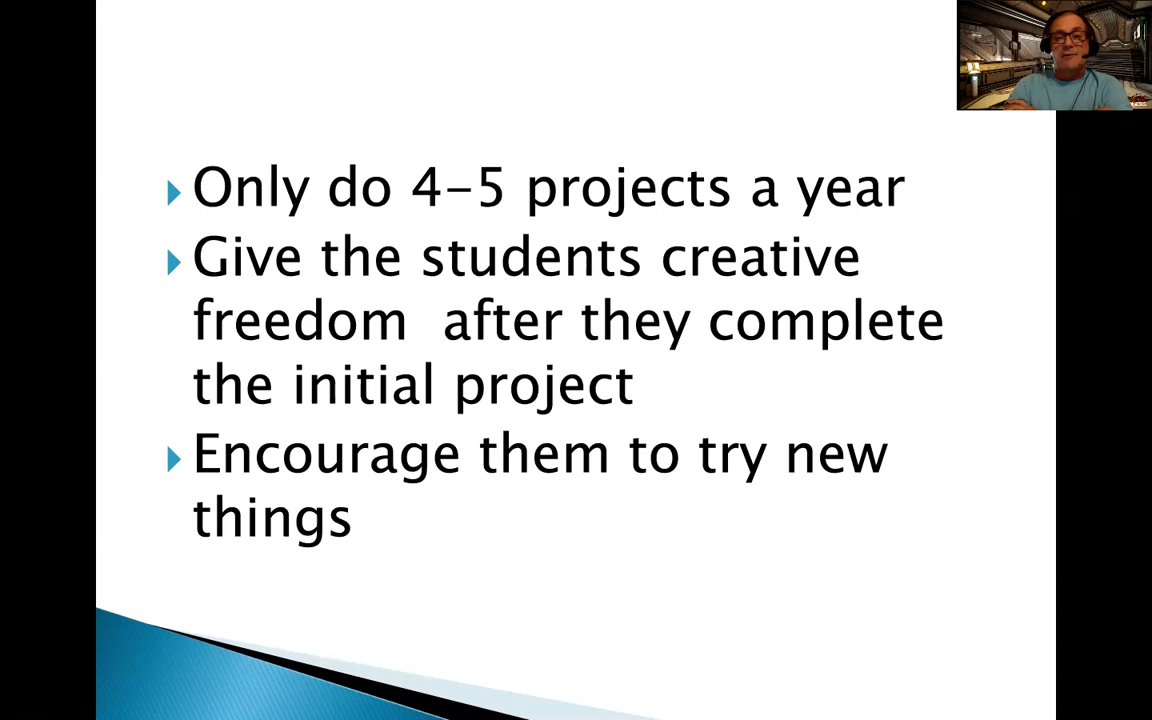 Only do 4-5 projects a year
Give the students creative
freedom  after they complete
the initial project
Encourage them to try new
things